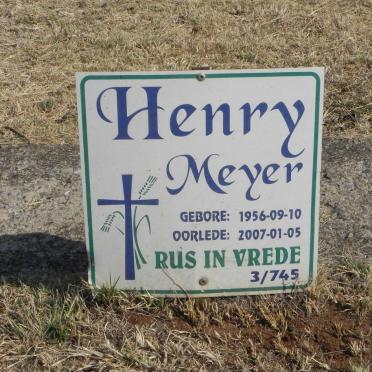 Henry
Meyer
GEBORE: 1956-09-10
OORLEDE: 2007-01-05
RUS IN VREDE
3/745